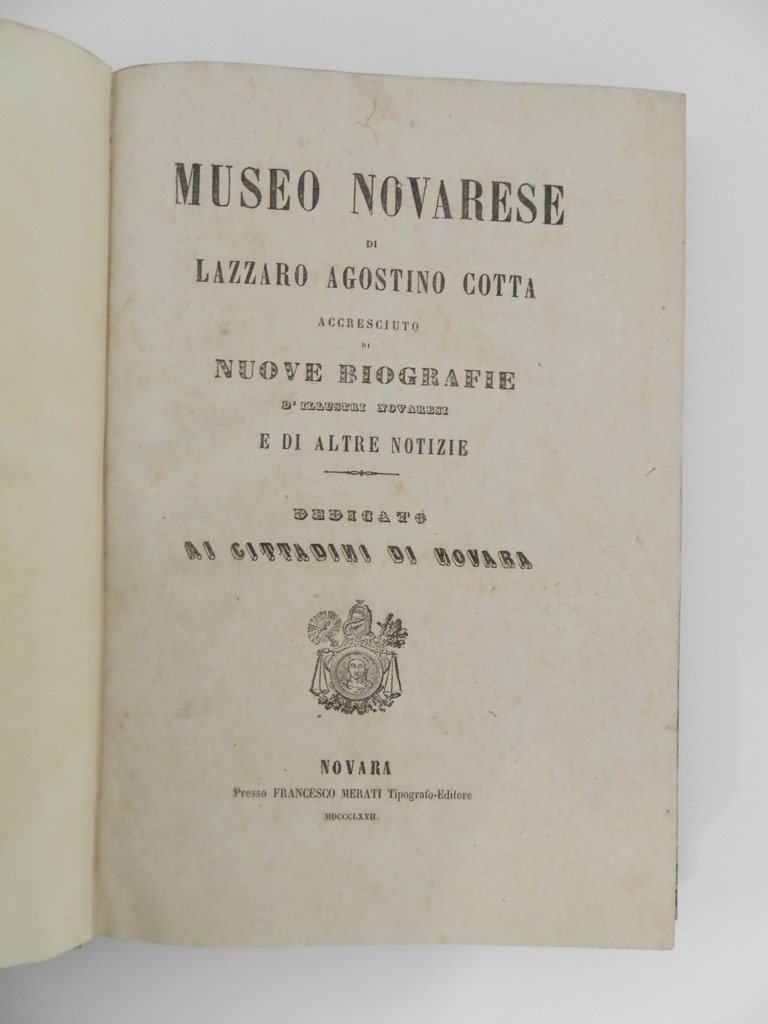 MUSEO NOVARESE
DI
LAZZARO AGOSTINO COTTA
ACCRESCIUTO
DI
NUOVE BIOGRAFIE
D'ILLUSTRI NOVARESI
E DI ALTRE NOTIZIE
DEDICATO
AI CITTADINI DI NOVARA
NOVARA
Presso FRANCESCO MERATI Tipografo-Editore
MDCCCLXXII.